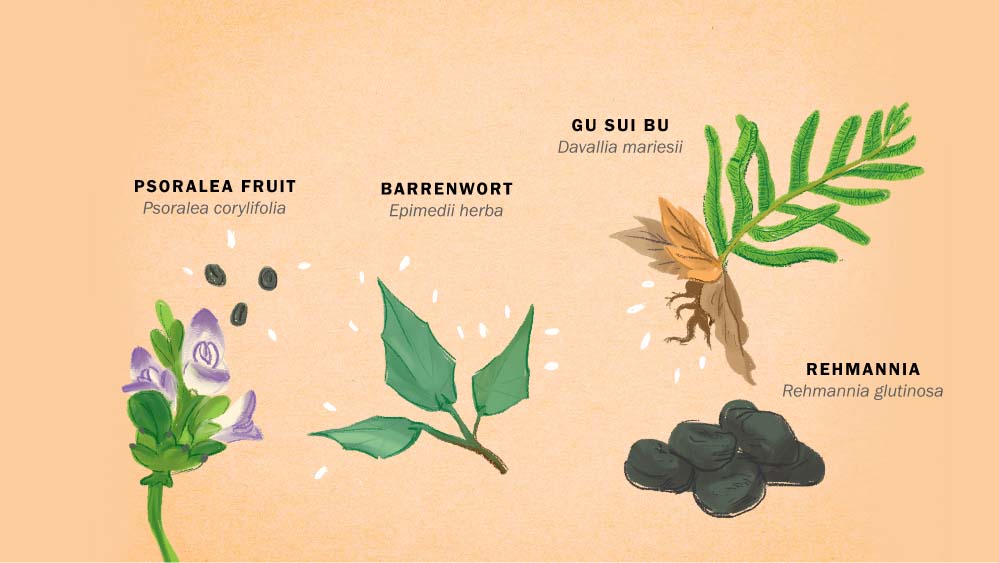 PSORALEA FRUIT
Psoralea corylifolia
BARRENWORT
Epimedii herba
GU SUI BU
Davallia mariesii
REHMANNIA
Rehmannia glutinosa